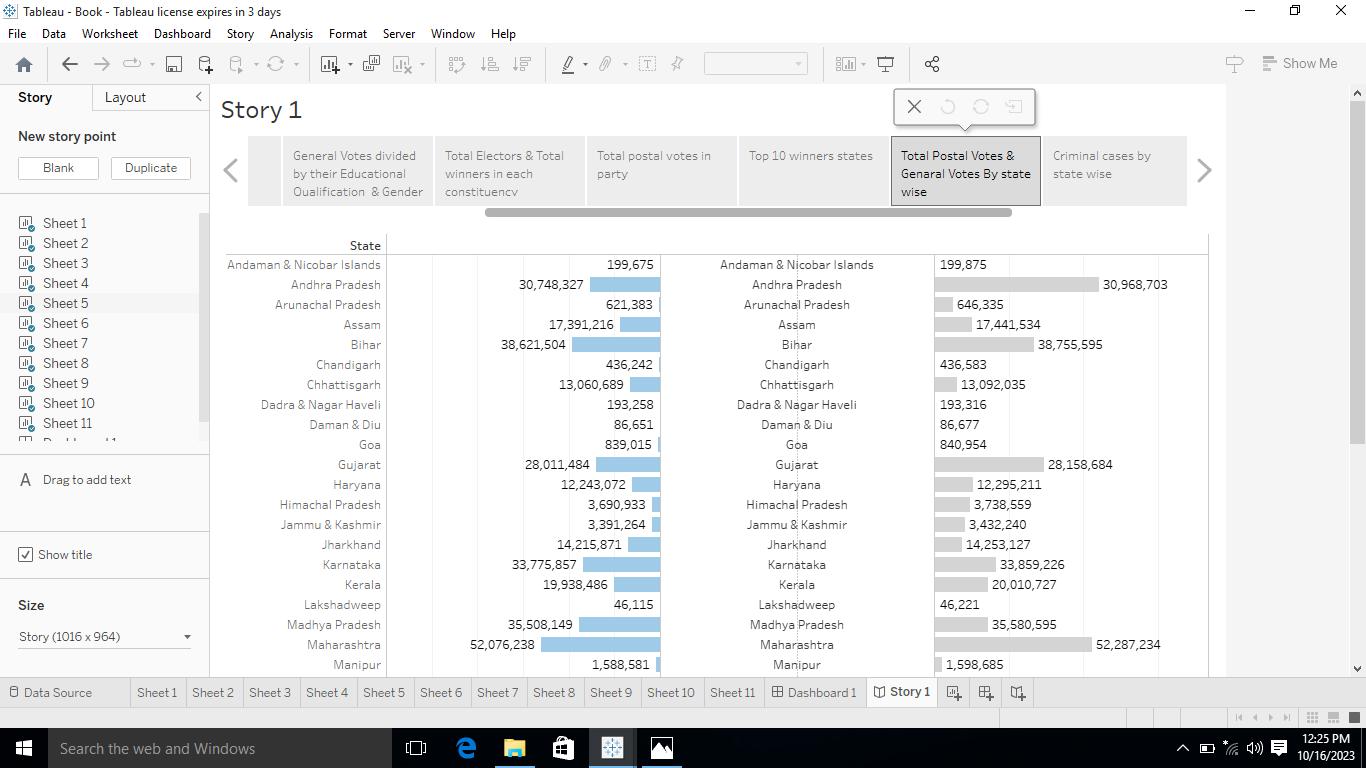 Tableau - Book - Tableau license expires in 3 days
File Data Worksheet Dashboard Story Analysis Format Server Window Help
Show Me
Story Layout
New story point
Blank Duplicate
Sheet 1
Sheet 2
Sheet 3
Sheet 4
Sheet 5
Sheet 6
Sheet 7
Sheet 8
Sheet 9
Sheet 10
Sheet 11
A Drag to add text
Show title
Size
Story (1016 x 964)
Story 1
General Votes divided
by their Educational
Qualification & Gender
Total Electors & Total
winners in each
constituency
Total postal votes in
party
Top 10 winners states
Total Postal Votes &
Genaral Votes By state
wise
Criminal cases by
state wise
State
Andaman & Nicobar Islands 199,675 Andaman & Nicobar Islands 199,875
Andhra Pradesh 30,748,327 Andhra Pradesh 30,968,703
Arunachal Pradesh 621,383 Arunachal Pradesh 646,335
Assam 17,391,216 Assam 17,441,534
Bihar 38,621,504 Bihar 38,755,595
Chandigarh 436,242 Chandigarh 436,583
Chhattisgarh 13,060,689 Chhattisgarh 13,092,035
Dadra & Nagar Haveli 193,258 Dadra & Nagar Haveli 193,316
Daman & Diu 86,651 Daman & Diu 86,677
Goa 839,015 Goa 840,954
Gujarat 28,011,484 Gujarat 28,158,684
Haryana 12,243,072 Haryana 12,295,211
Himachal Pradesh 3,690,933 Himachal Pradesh 3,738,559
Jammu & Kashmir 3,391,264 Jammu & Kashmir 3,432,240
Jharkhand 14,215,871 Jharkhand 14,253,127
Karnataka 33,775,857 Karnataka 33,859,226
Kerala 19,938,486 Kerala 20,010,727
Lakshadweep 46,115 Lakshadweep 46,221
Madhya Pradesh 35,508,149 Madhya Pradesh 35,580,595
Maharashtra 52,076,238 Maharashtra 52,287,234
Manipur 1,588,581 Manipur 1,598,685
Data Source Sheet 1 Sheet 2 Sheet 3 Sheet 4 Sheet 5 Sheet 6 Sheet 7 Sheet 8 Sheet 9 Sheet 10 Sheet 11 Dashboard 1 Story 1
Search the web and Windows
12:25 PM
10/16/2023